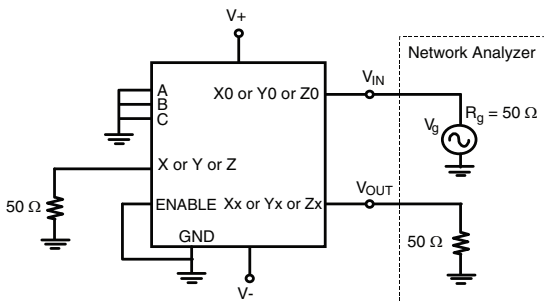 V+
Network Analyzer
A
B
C
X0 or Y0 or Z0
VIN
Vg
Rg = 50 Ω
X or Y or Z
50 Ω
ENABLE
Xx or Yx or Zx
VOUT
50 Ω
GND
V-